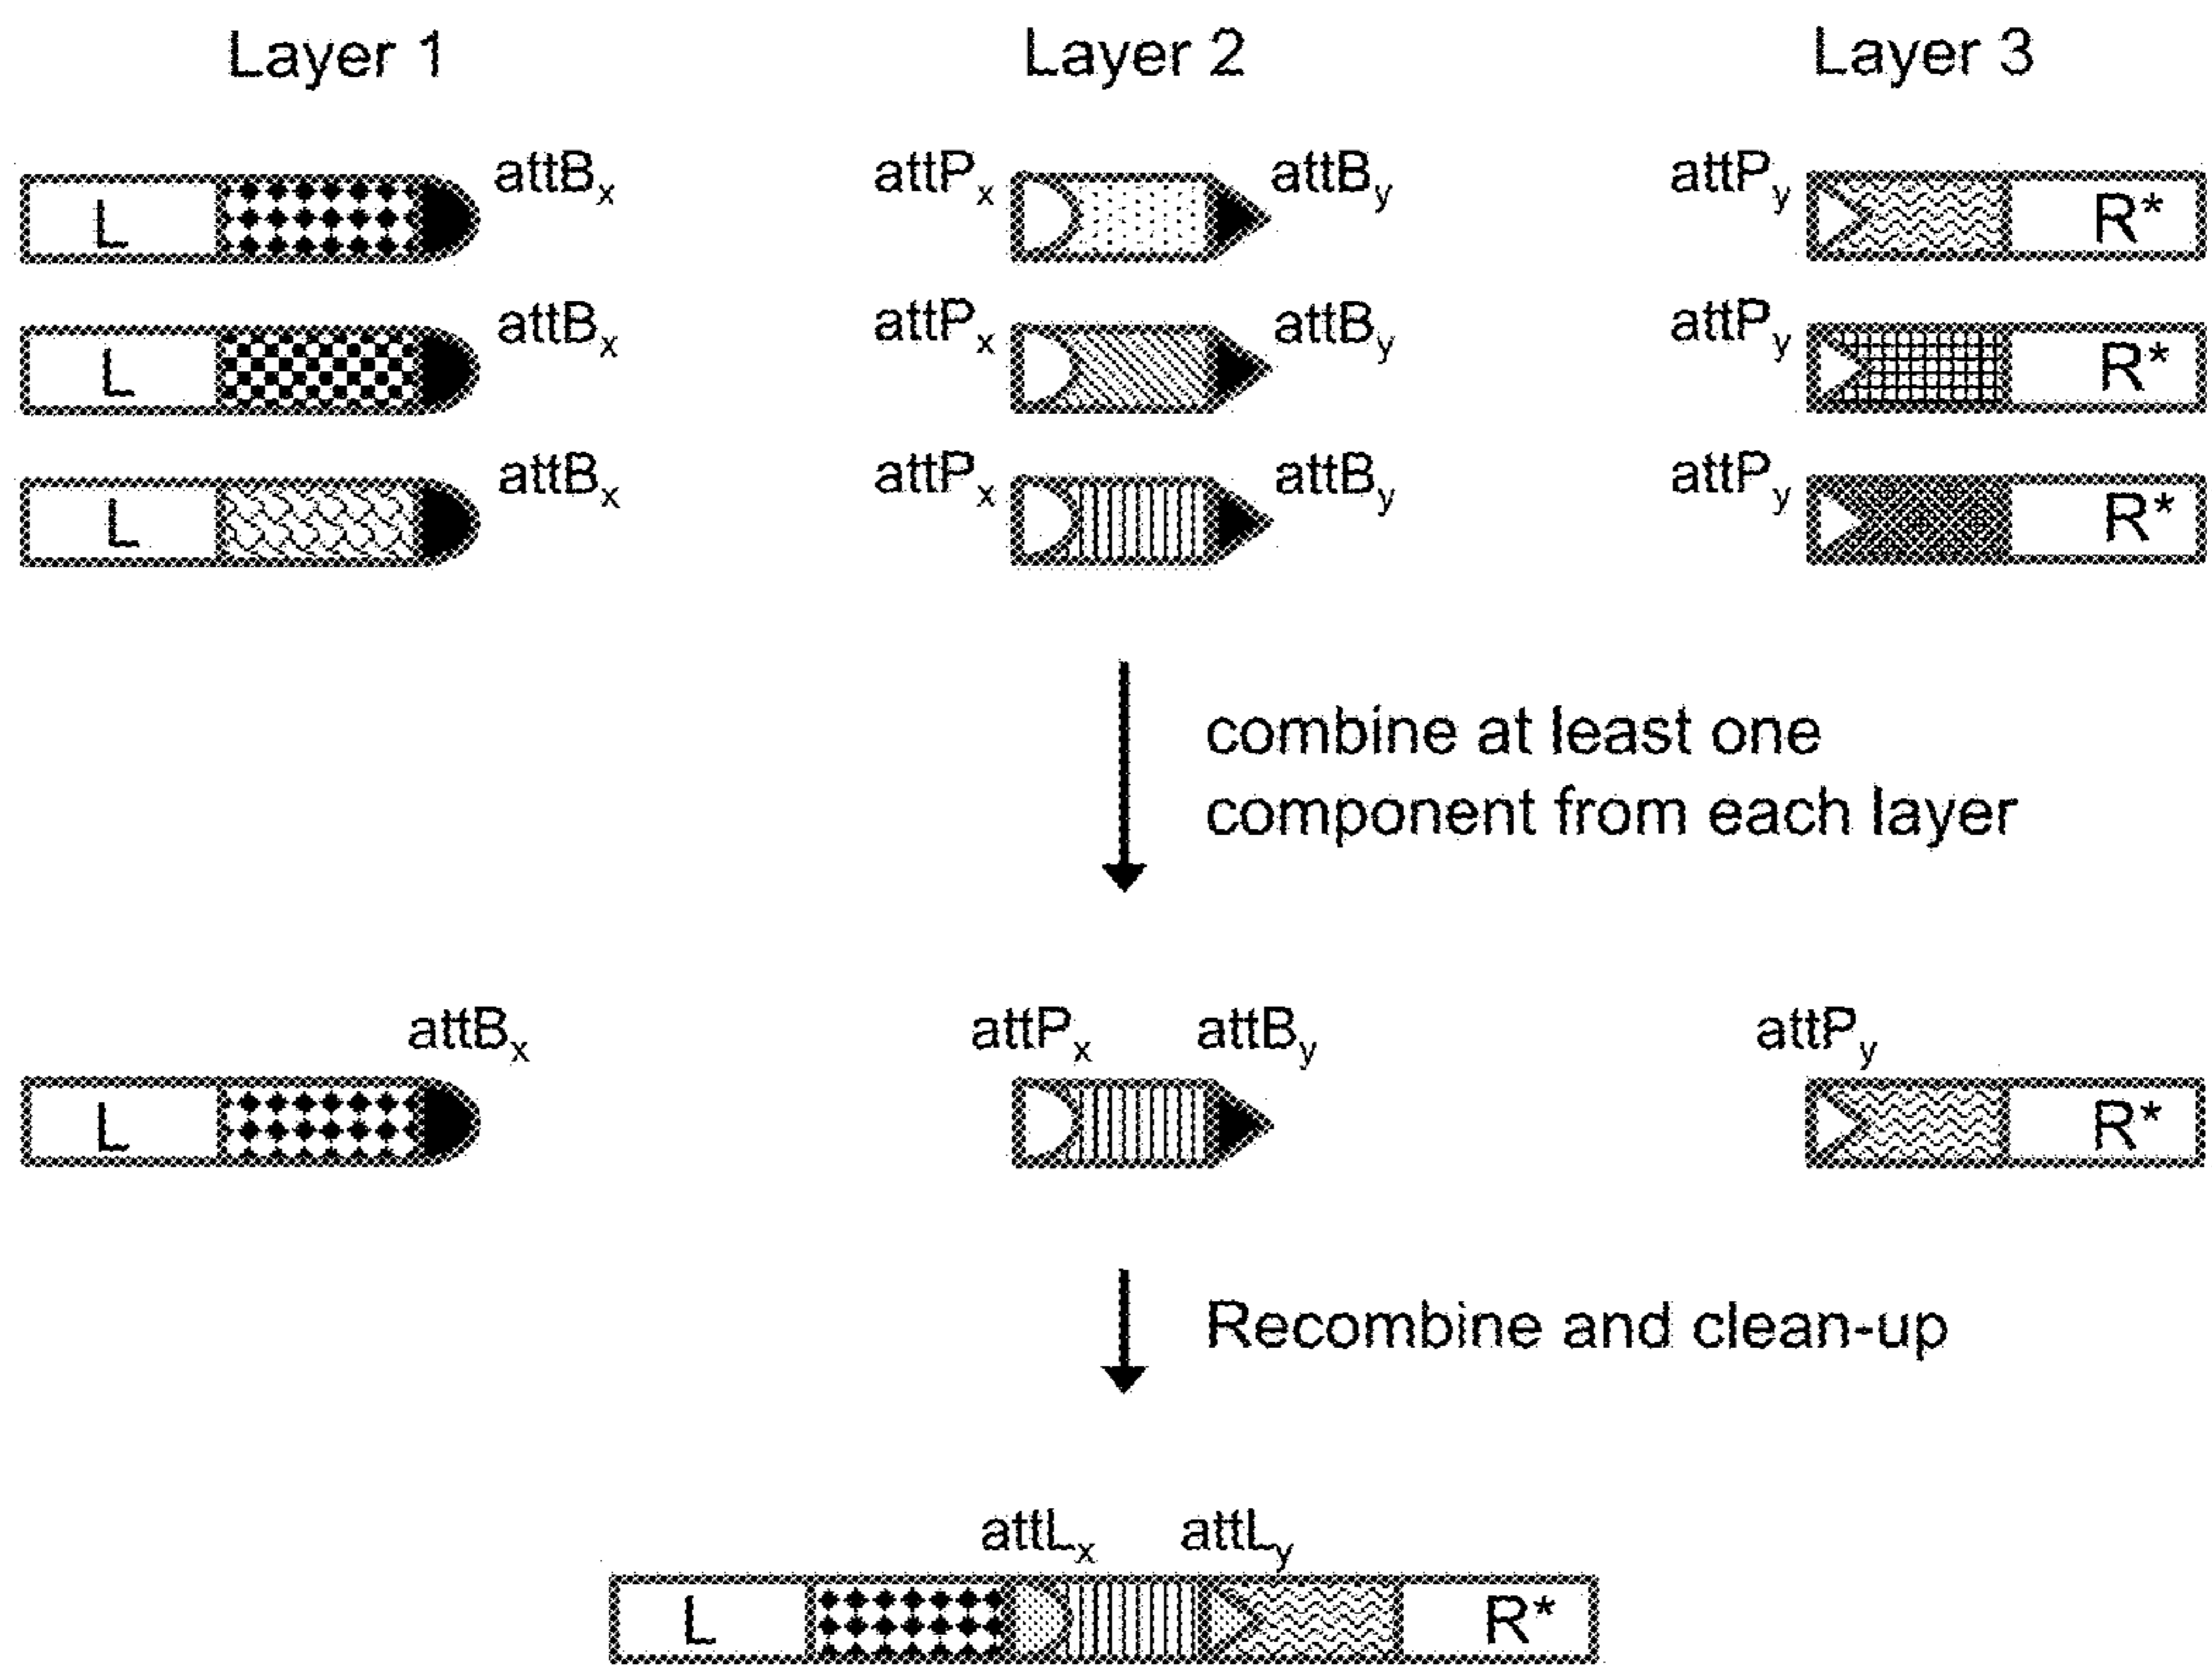 Layer 1 Layer 2 Layer 3
attBx attPx attBy attPy
L R*
attBx attPx attBy attPy
L R*
attBx attPx attBy attPy
L R*
combine at least one
component from each layer
attBx attPx attBy attPy
L R*
Recombine and clean-up
attLx attLy
L R*